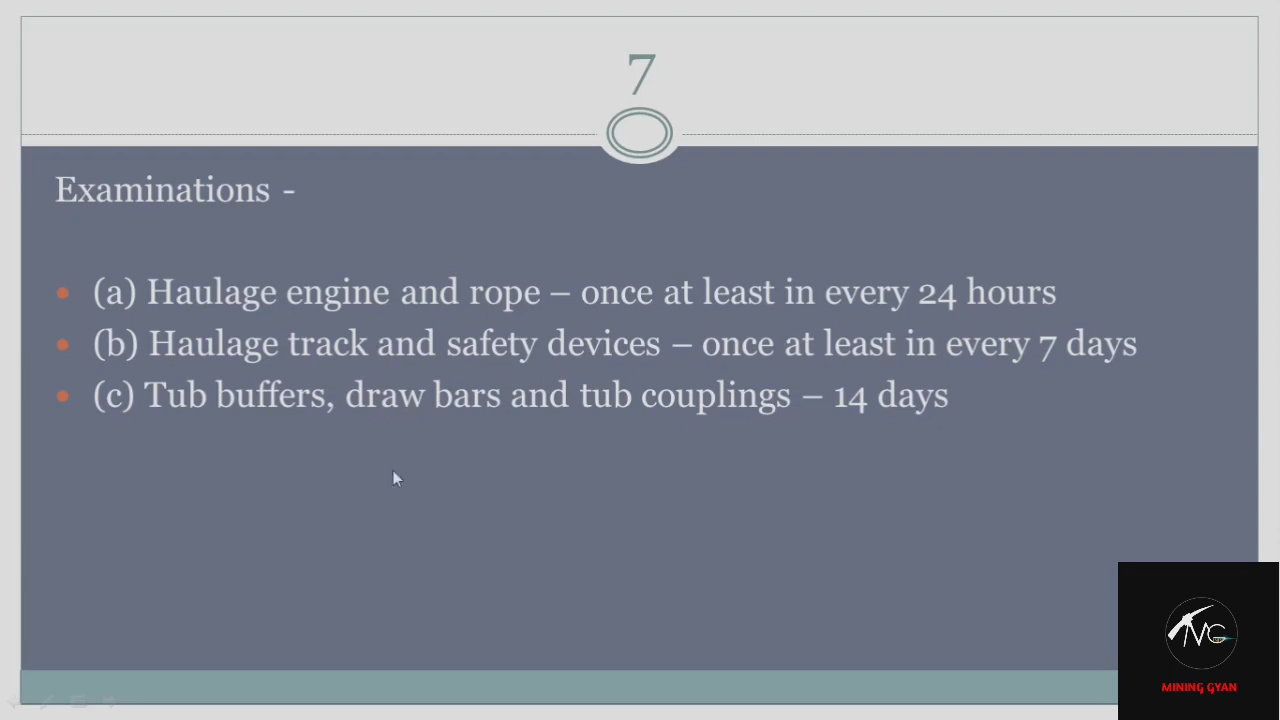 7
Examinations -
(a) Haulage engine and rope – once at least in every 24 hours
(b) Haulage track and safety devices – once at least in every 7 days
(c) Tub buffers, draw bars and tub couplings – 14 days
MG
MINING GYAN